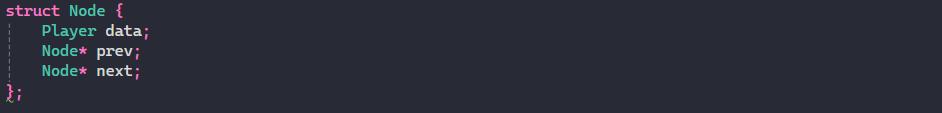 struct Node {
    Player data;
    Node* prev;
    Node* next;
};